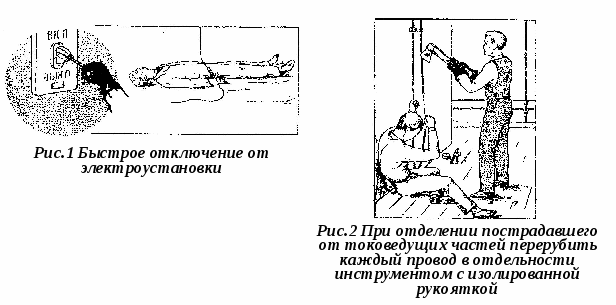 ВКЛ
ВЫКЛ
Рис.1 Быстрое отключение от
электроустановки
Рис.2 При отделении пострадавшего
от токоведущих частей перерубить
каждый провод в отдельности
инструментом с изолированной
рукояткой